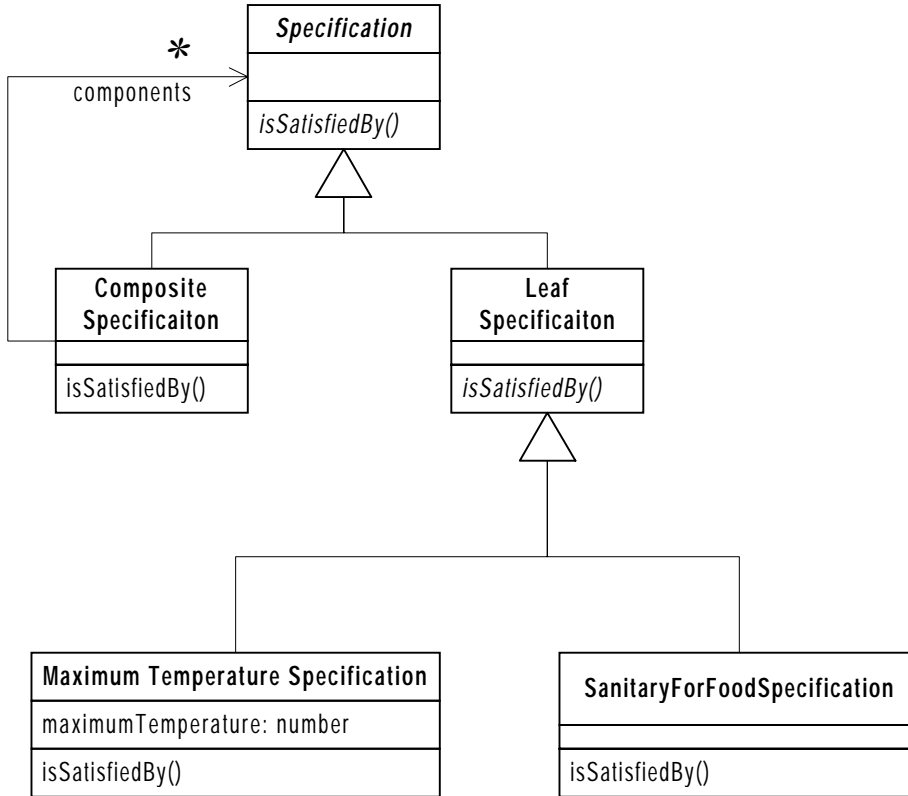 Specification
*
components
isSatisfiedBy()
Composite
Specificaiton
isSatisfiedBy()
Leaf
Specificaiton
isSatisfiedBy()
Maximum Temperature Specification
maximumTemperature: number
isSatisfiedBy()
SanitaryForFoodSpecification
isSatisfiedBy()